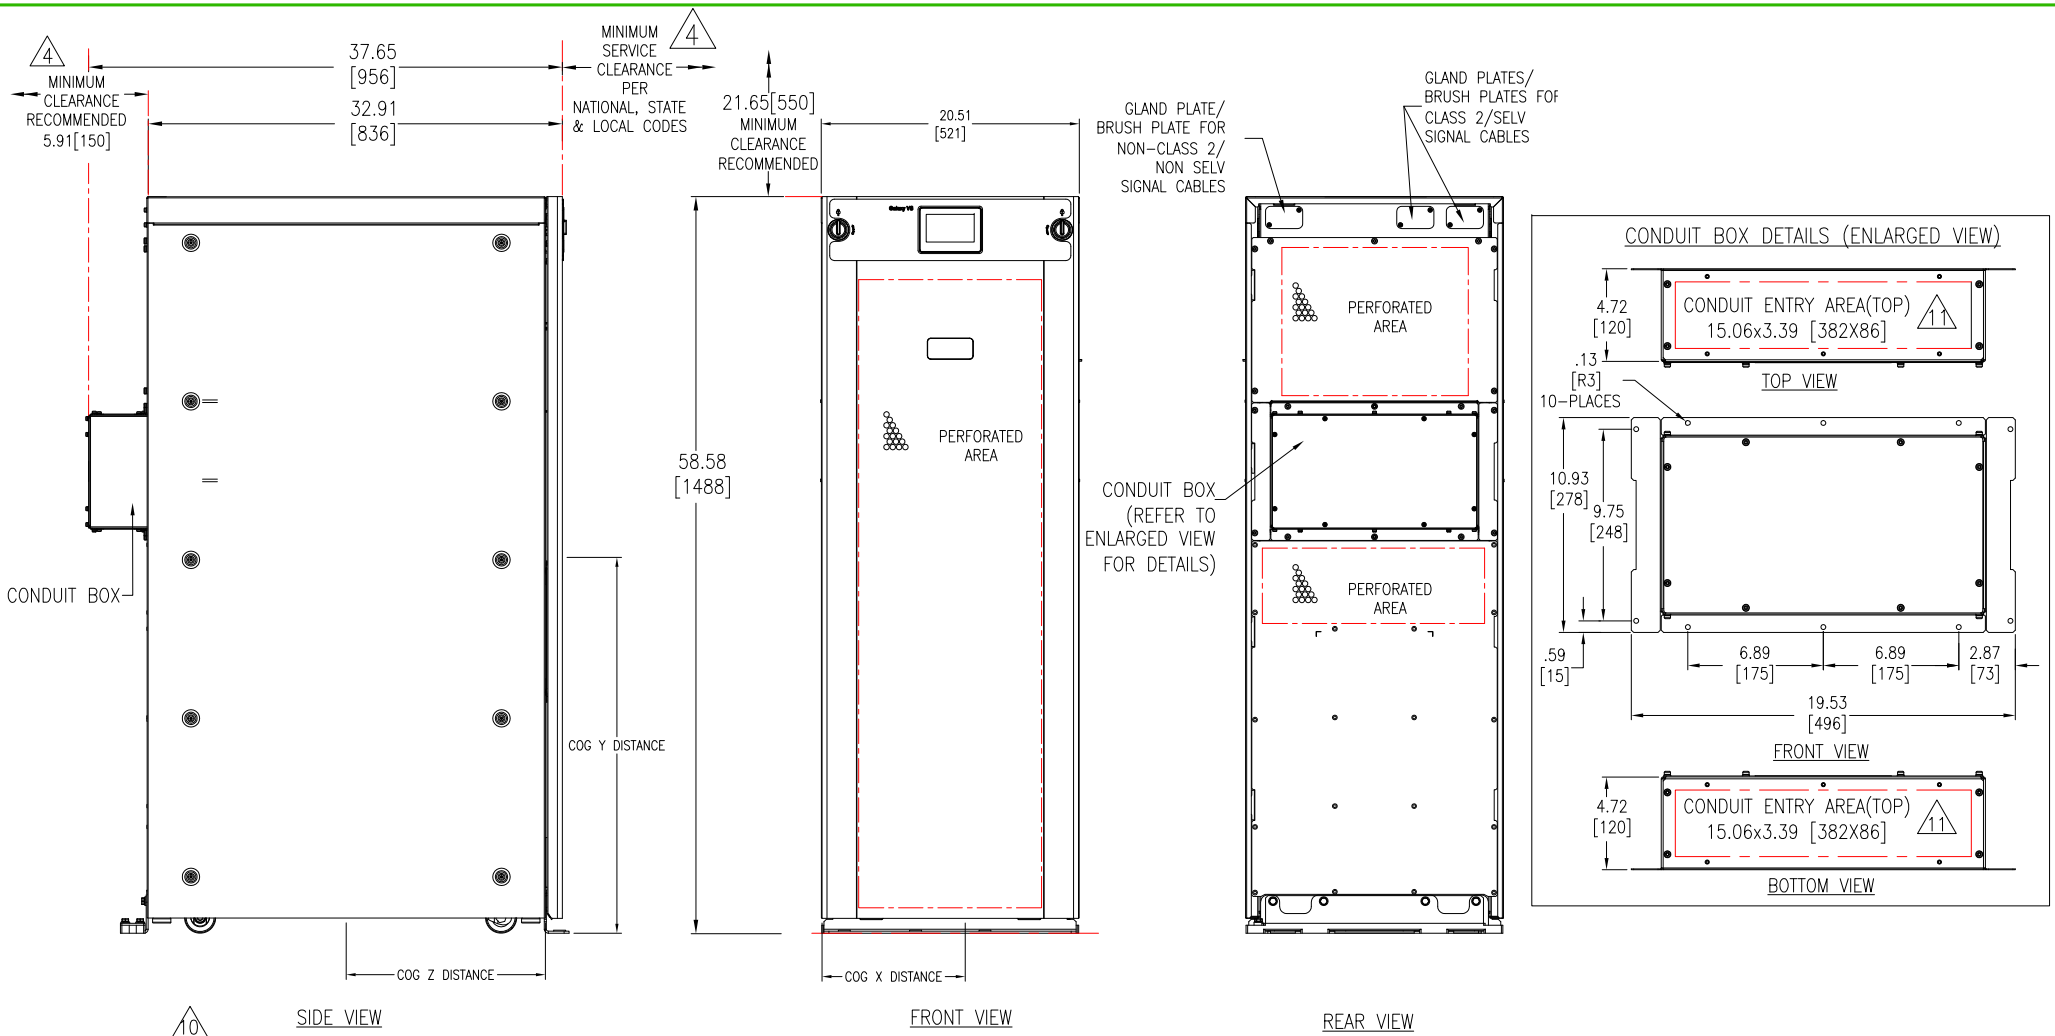 4
MINIMUM
CLEARANCE
RECOMMENDED
5.91[150]
37.65
[956]
32.91
[836]
MINIMUM
SERVICE
CLEARANCE
PER
NATIONAL, STATE
& LOCAL CODES
4
21.65[550]
MINIMUM
CLEARANCE
RECOMMENDED
20.51
[521]
GLAND PLATE/
BRUSH PLATE FOR
NON-CLASS 2/
NON SELV
SIGNAL CABLES
GLAND PLATES/
BRUSH PLATES FOR
CLASS 2/SELV
SIGNAL CABLES
Galaxy VS
PERFORATED
AREA
58.58
[1488]
PERFORATED
AREA
CONDUIT BOX
(REFER TO
ENLARGED VIEW
FOR DETAILS)
PERFORATED
AREA
CONDUIT BOX
COG Y DISTANCE
COG Z DISTANCE
COG X DISTANCE
10
SIDE VIEW
FRONT VIEW
REAR VIEW
CONDUIT BOX DETAILS (ENLARGED VIEW)
4.72
[120]
CONDUIT ENTRY AREA(TOP)
15.06x3.39 [382X86]
11
TOP VIEW
.13
[R3]
10-PLACES
10.93
[278]
9.75
[248]
.59
[15]
6.89
[175]
6.89
[175]
2.87
[73]
19.53
[496]
FRONT VIEW
4.72
[120]
CONDUIT ENTRY AREA(TOP)
15.06x3.39 [382X86]
11
BOTTOM VIEW